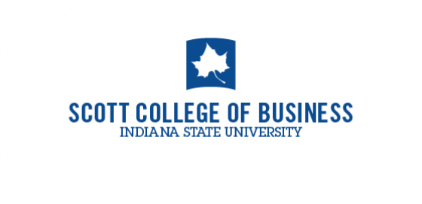 SCOTT COLLEGE OF BUSINESS
INDIANA STATE UNIVERSITY